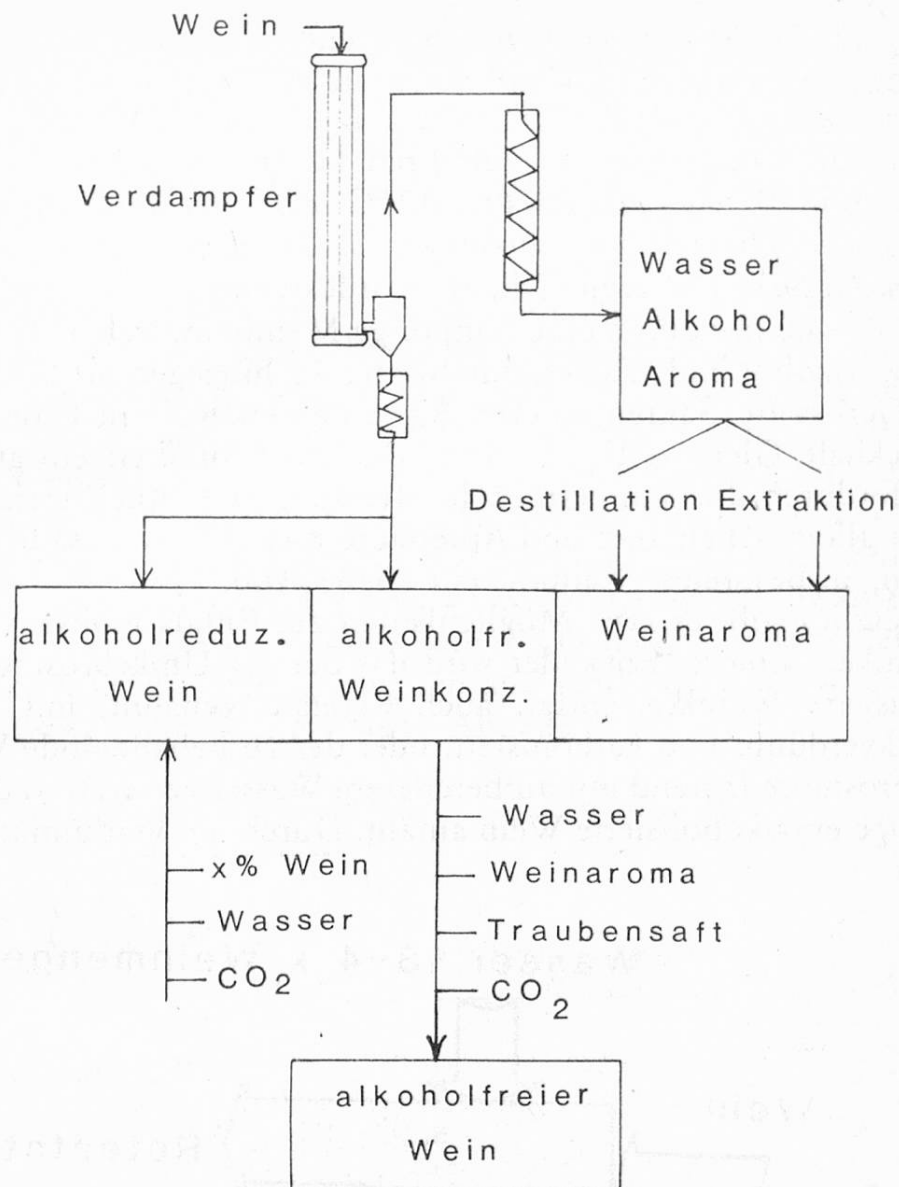 Wein
Verdampfer
Wasser
Alkohol
Aroma
Destillation Extraktion
alkoholreduz.
Wein
alkoholfr.
Weinkonz.
Weinaroma
x% Wein
Wasser
CO2
Wasser
Weinaroma
Traubensaft
CO2
alkoholfreier
Wein